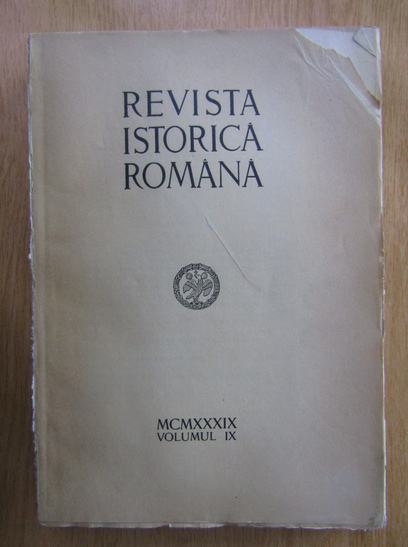 REVISTA
ISTORICĂ
ROMÂNĂ
MCMXXXIX
VOLUMUL IX